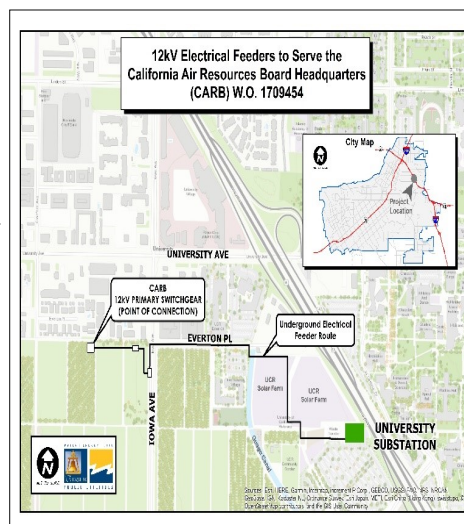 12kV Electrical Feeders to Serve the
California Air Resources Board Headquarters
(CARB) W.O. 1709454
City Map
N
Project
Location
UNIVERSITY AVE
CARB
12kV PRIMARY SWITCHGEAR
(POINT OF CONNECTION)
EVERTON PL
Underground Electrical
Feeder Route
IOWA AVE
UCR
Solar Farm
UCR
Solar Farm
UNIVERSITY
SUBSTATION
N